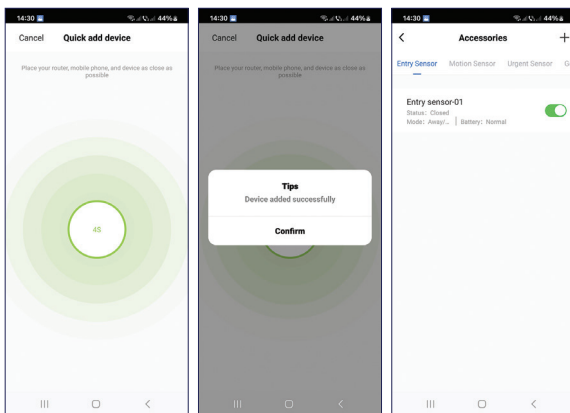 14:30 44%
Cancel Quick add device
Place your router, mobile phone, and device as close as
possible
4S
14:30 44%
Cancel Quick add device
Place your router, mobile phone, and device as close as
possible
Tips
Device added successfully
Confirm
14:30 44%
Accessories
Entry Sensor Motion Sensor Urgent Sensor G
Entry sensor-01
Status: Closed
Mode: Away/... | Battery: Normal